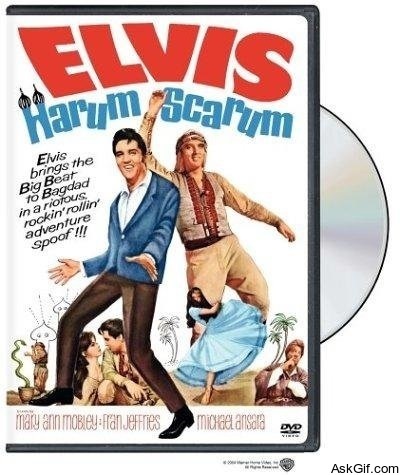 ELVIS
Harum Scarum
Elvis
brings the
Big Beat
to Bagdad
in a riotous,
rockin' rollin'
adventure
spoof!!!
mary ann mobley · fran jeffries
michael ansara
DVD
VIDEO
AskGif.com